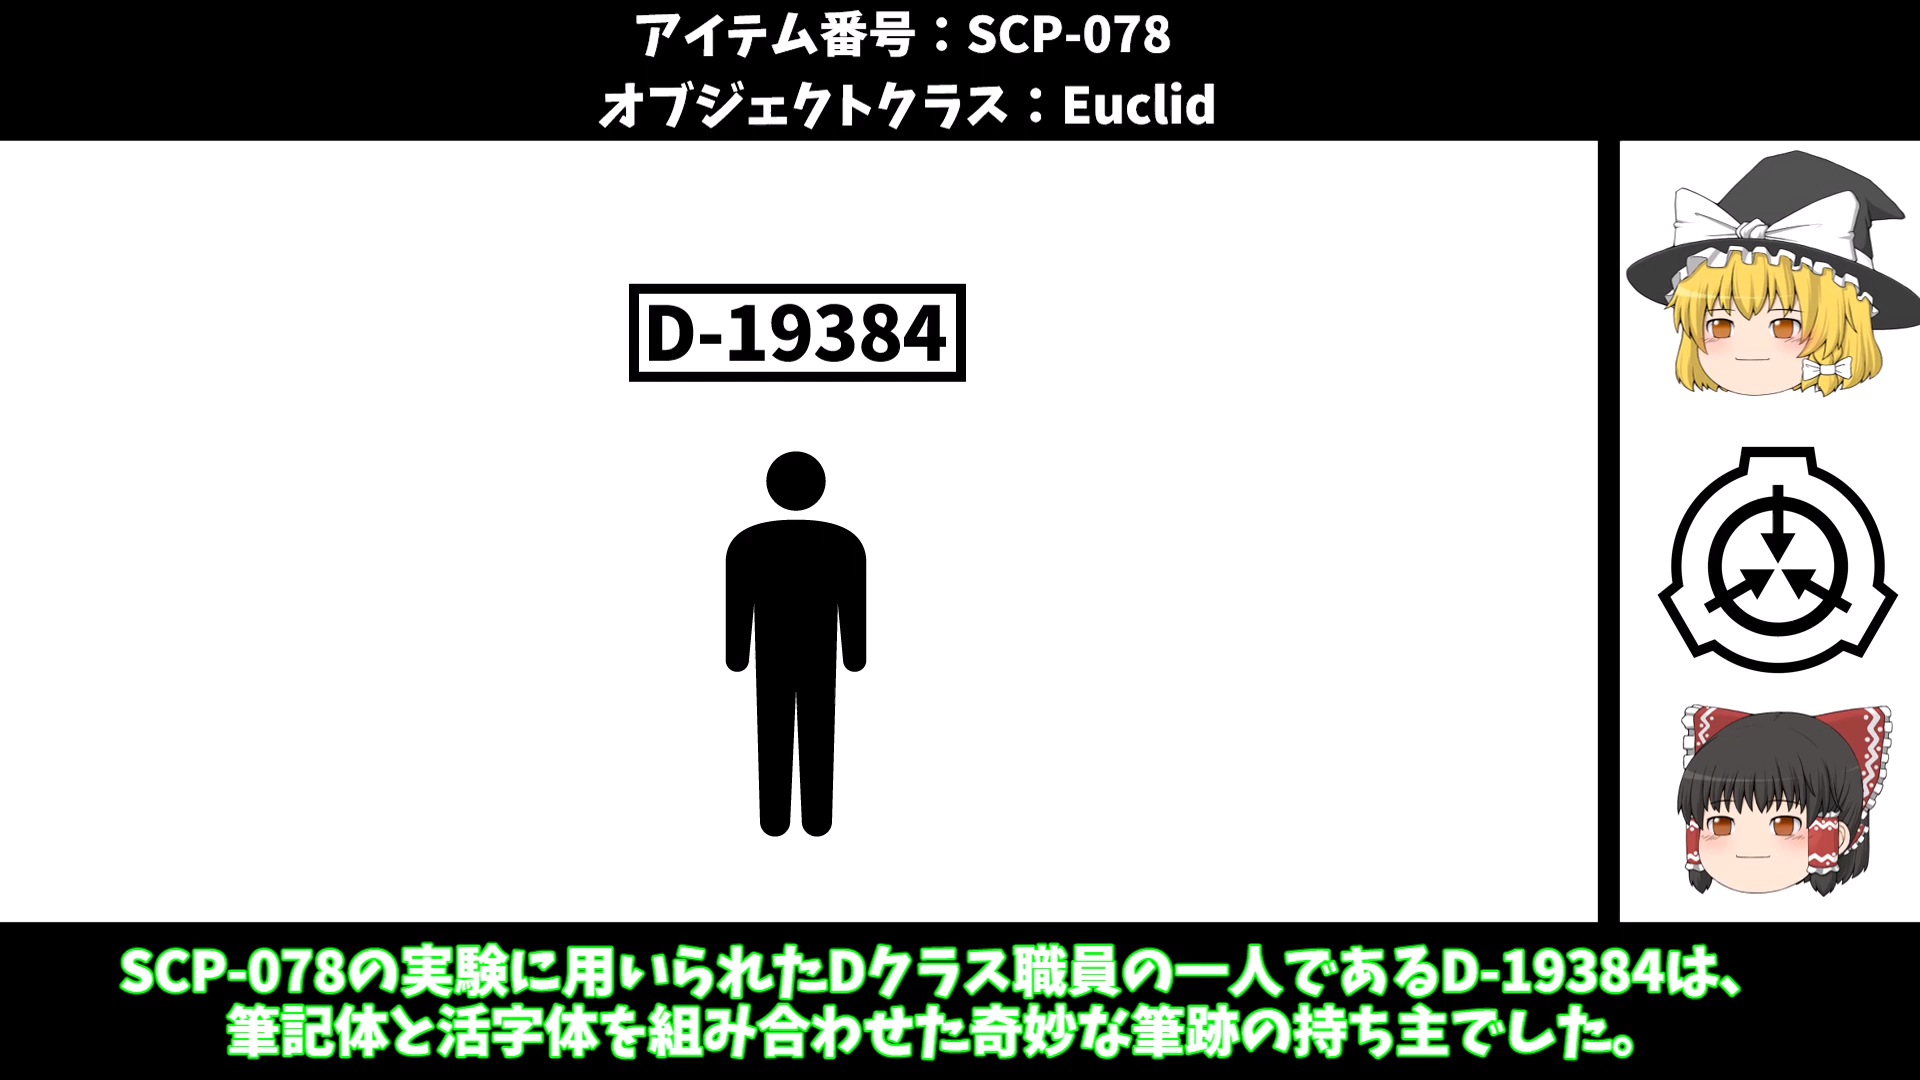 アイテム番号：SCP-078
オブジェクトクラス：Euclid
D-19384
SCP-078の実験に用いられたDクラス職員の一人であるD-19384は、
筆記体と活字体を組み合わせた奇妙な筆跡の持ち主でした。